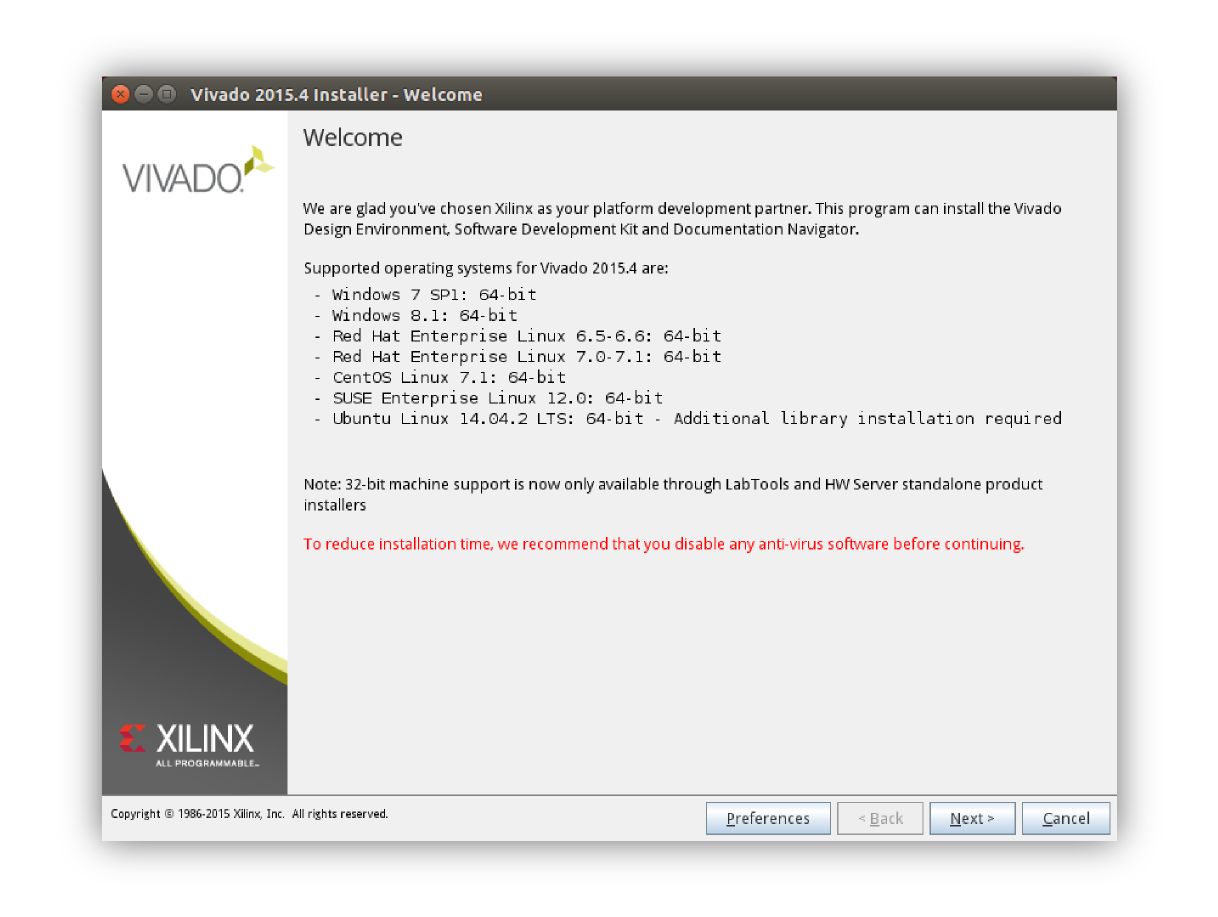 Vivado 2015.4 Installer - Welcome
VIVADO.
Welcome
We are glad you've chosen Xilinx as your platform development partner. This program can install the Vivado
Design Environment, Software Development Kit and Documentation Navigator.
Supported operating systems for Vivado 2015.4 are:
- Windows 7 SP1: 64-bit
- Windows 8.1: 64-bit
- Red Hat Enterprise Linux 6.5-6.6: 64-bit
- Red Hat Enterprise Linux 7.0-7.1: 64-bit
- CentOS Linux 7.1: 64-bit
- SUSE Enterprise Linux 12.0: 64-bit
- Ubuntu Linux 14.04.2 LTS: 64-bit - Additional library installation required
Note: 32-bit machine support is now only available through LabTools and HW Server standalone product
installers
To reduce installation time, we recommend that you disable any anti-virus software before continuing.
XILINX
ALL PROGRAMMABLE™
Copyright © 1986-2015 Xilinx, Inc. All rights reserved.
Preferences
< Back
Next >
Cancel